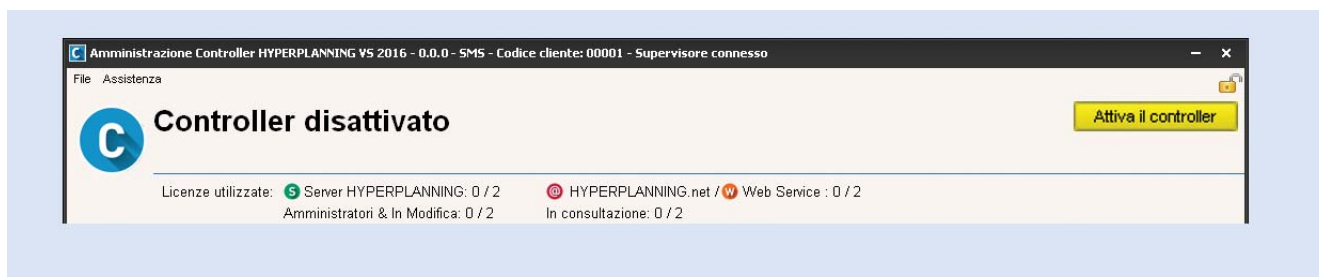 C Amministrazione Controller HYPERPLANNING VS 2016 - 0.0.0 - SMS - Codice cliente: 00001 - Supervisore connesso
File Assistenza
C Controller disattivato Attiva il controller
Licenze utilizzate: S Server HYPERPLANNING: 0 / 2 @ HYPERPLANNING.net / W Web Service : 0 / 2
Amministratori & In Modifica: 0 / 2 In consultazione: 0 / 2